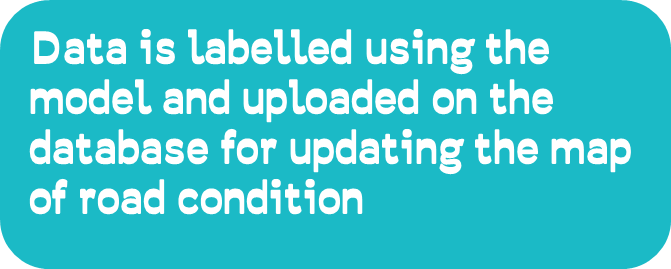 Data is labelled using the
model and uploaded on the
database for updating the map
of road condition